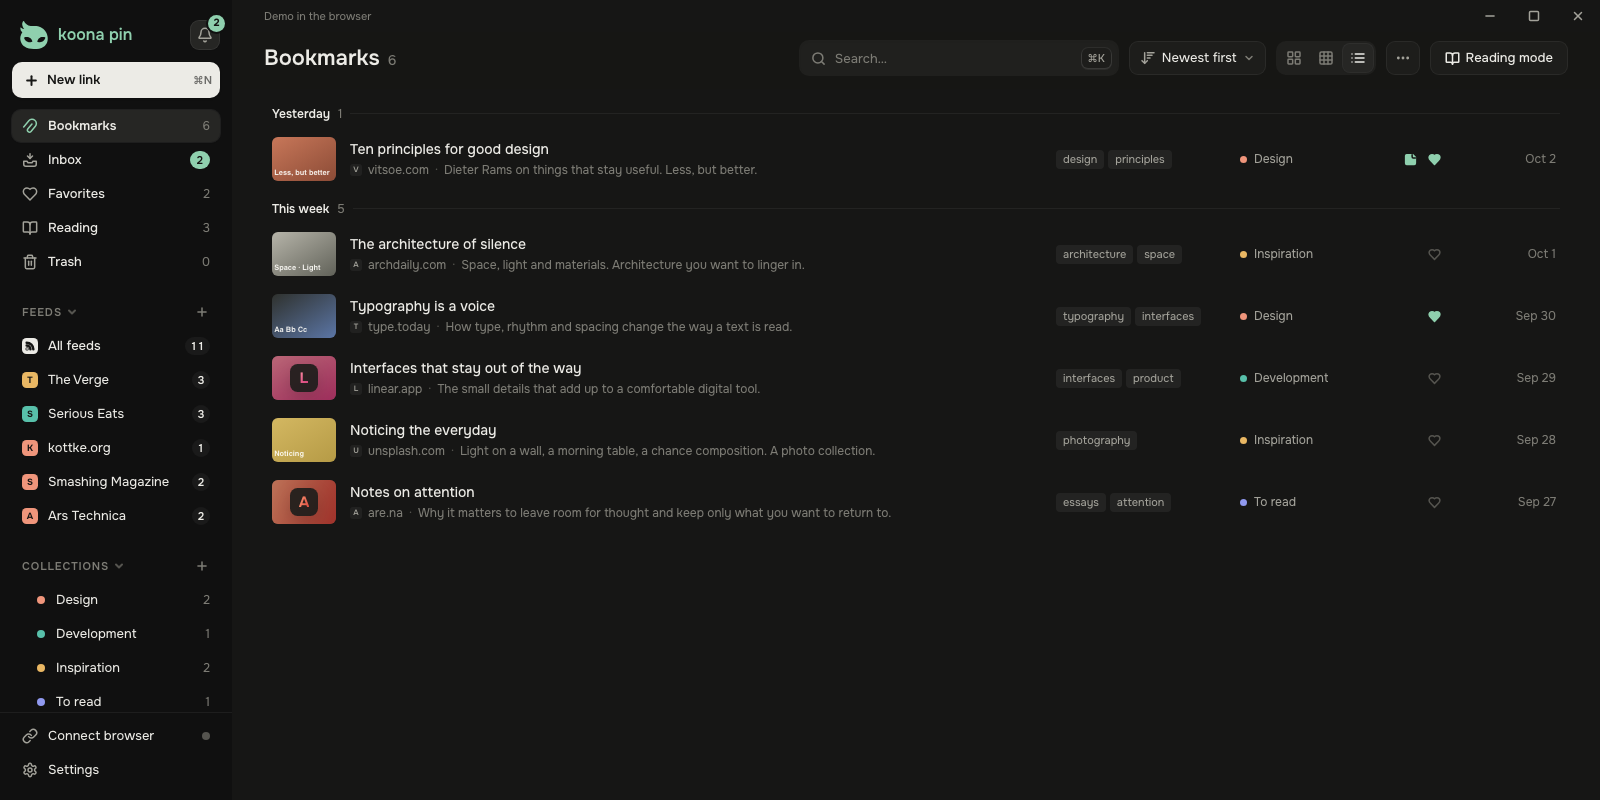 koona pin
2
New link ⌘N
Bookmarks 6
Inbox 2
Favorites 2
Reading 3
Trash 0
FEEDS
All feeds 11
T The Verge 3
S Serious Eats 3
K kottke.org 1
S Smashing Magazine 2
A Ars Technica 2
COLLECTIONS
Design 2
Development 1
Inspiration 2
To read 1
Connect browser
Settings
Demo in the browser
Bookmarks 6
Search... ⌘K
Newest first
Reading mode
Yesterday 1
Less, but better
Ten principles for good design
V vitsoe.com · Dieter Rams on things that stay useful. Less, but better.
design principles
Design
Oct 2
This week 5
Space · Light
The architecture of silence
A archdaily.com · Space, light and materials. Architecture you want to linger in.
architecture space
Inspiration
Oct 1
Aa Bb Cc
Typography is a voice
T type.today · How type, rhythm and spacing change the way a text is read.
typography interfaces
Design
Sep 30
L
Interfaces that stay out of the way
L linear.app · The small details that add up to a comfortable digital tool.
interfaces product
Development
Sep 29
Noticing
Noticing the everyday
U unsplash.com · Light on a wall, a morning table, a chance composition. A photo collection.
photography
Inspiration
Sep 28
A
Notes on attention
A are.na · Why it matters to leave room for thought and keep only what you want to return to.
essays attention
To read
Sep 27